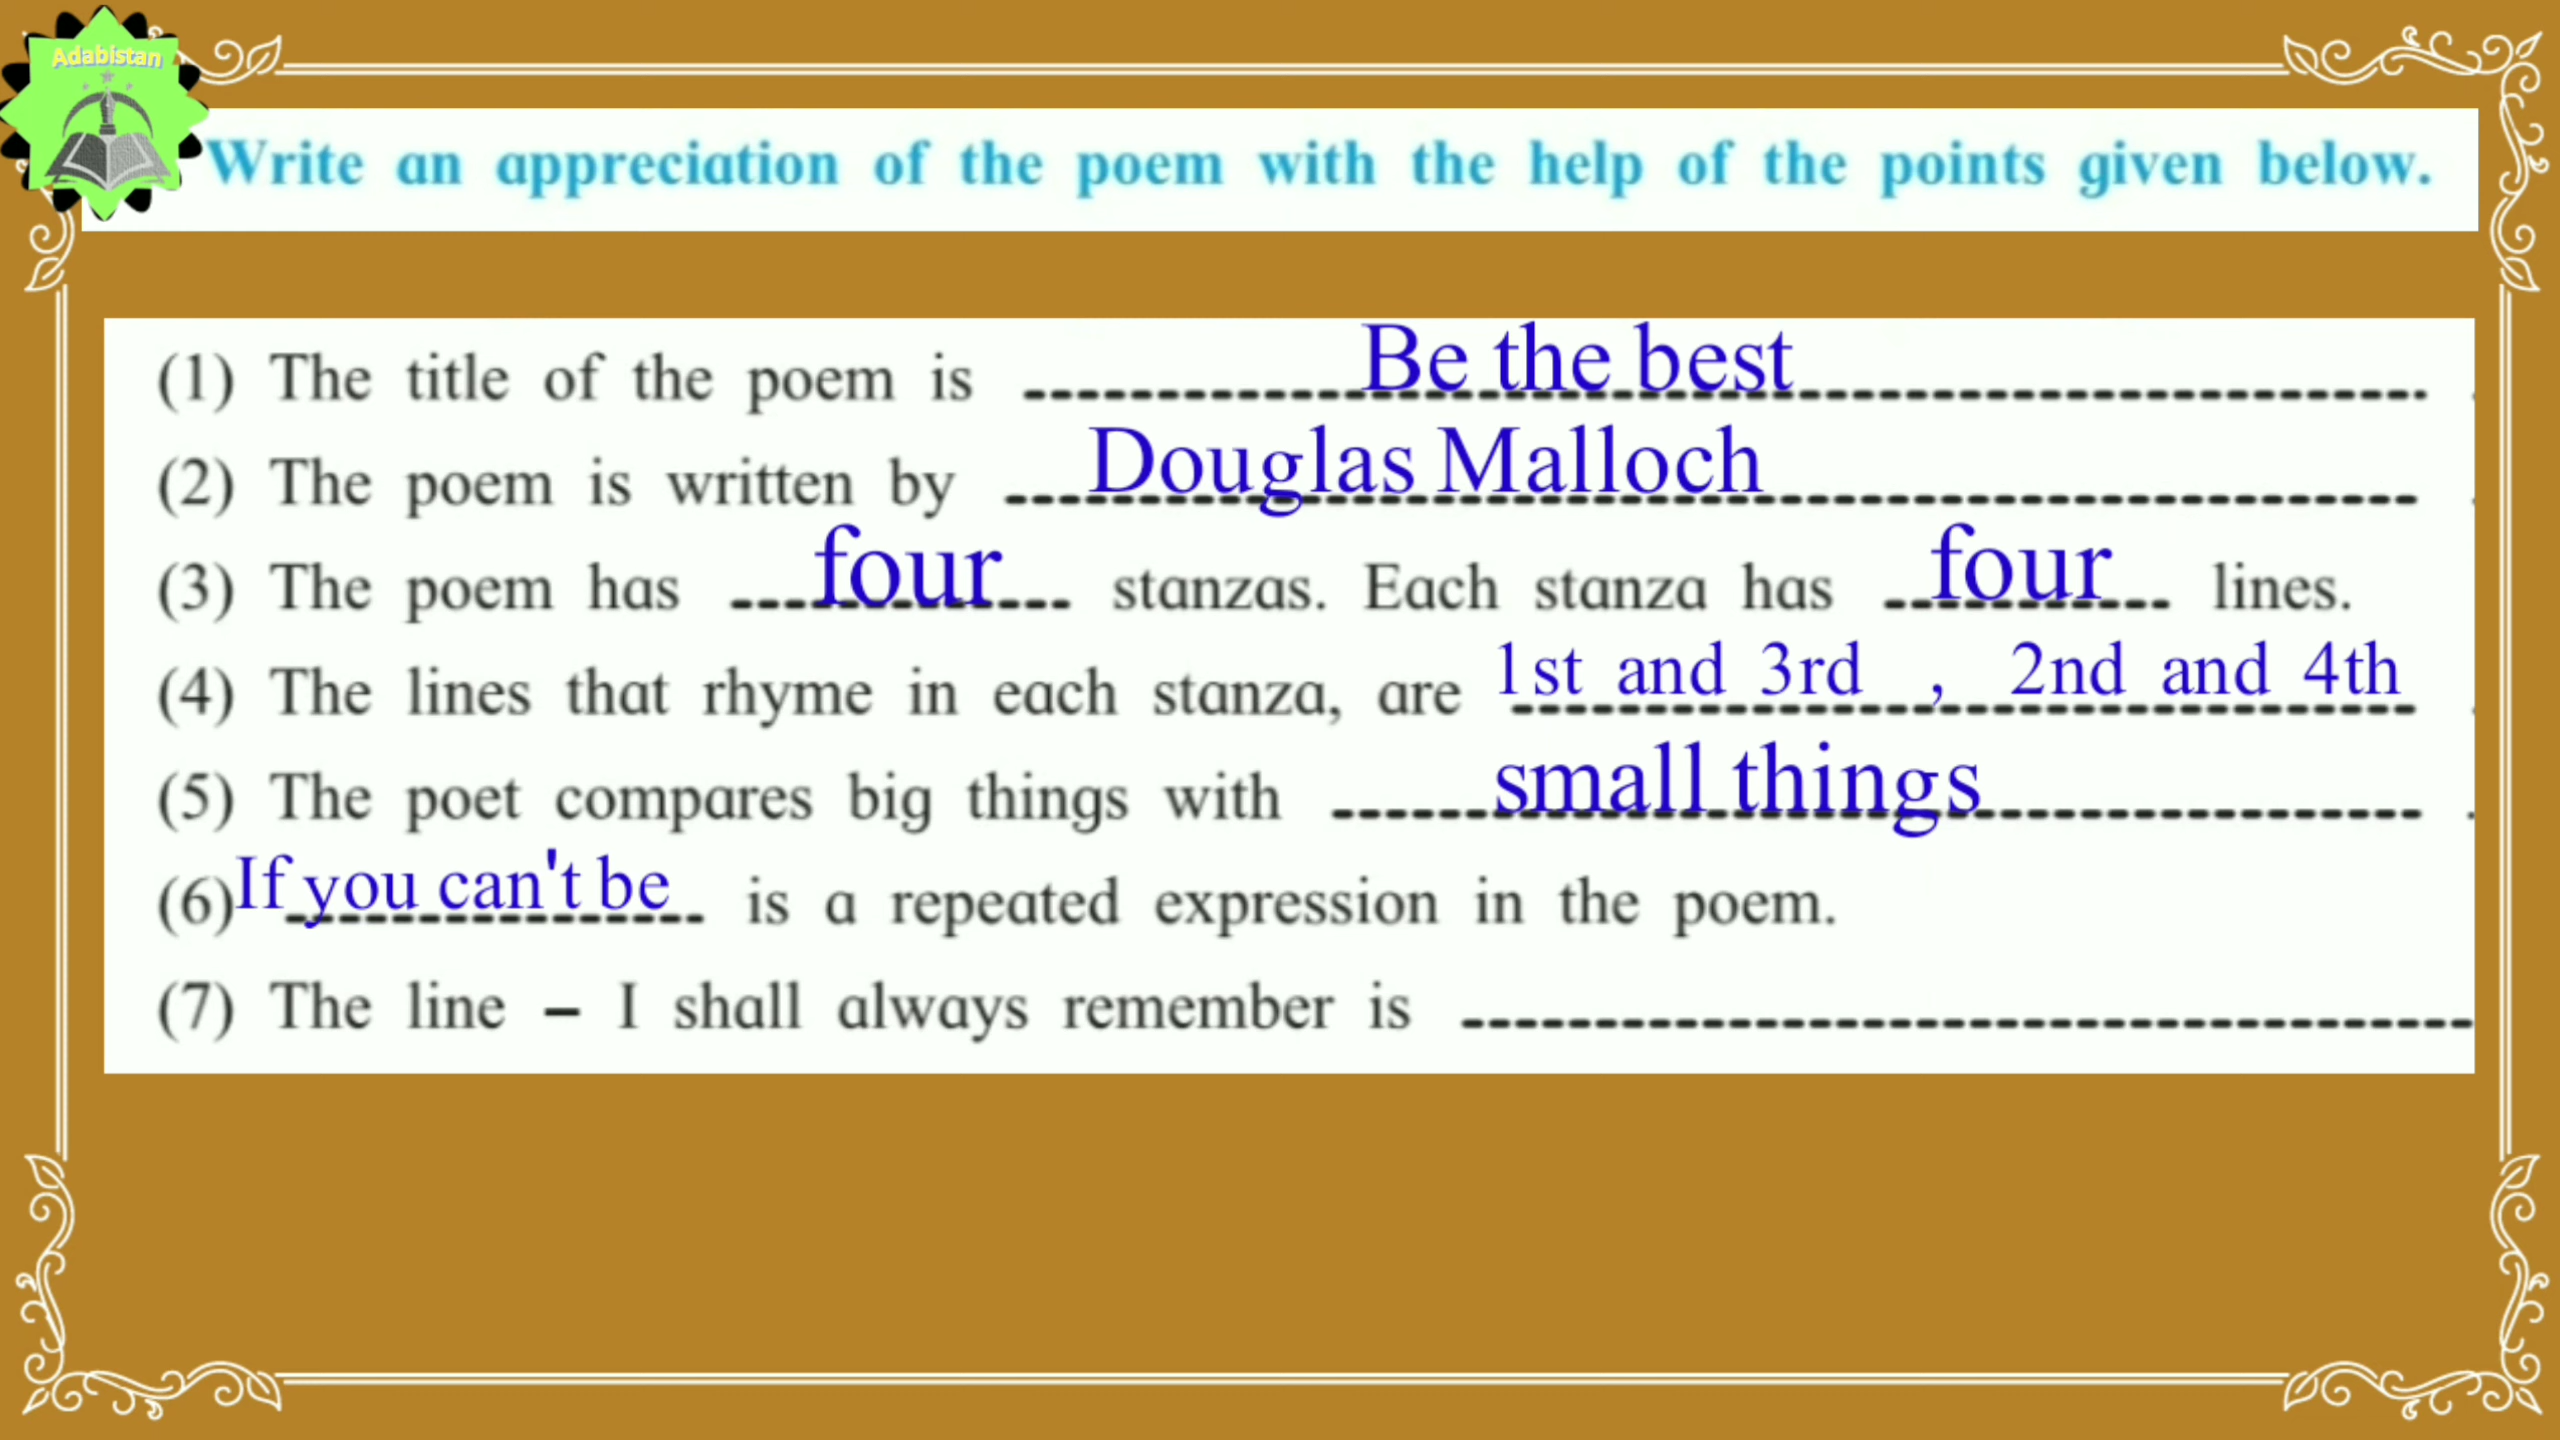 Adabistan
Write an appreciation of the poem with the help of the points given below.
(1) The title of the poem is Be the best .
(2) The poem is written by Douglas Malloch .
(3) The poem has four stanzas. Each stanza has four lines.
(4) The lines that rhyme in each stanza, are 1st and 3rd , 2nd and 4th .
(5) The poet compares big things with small things .
(6) If you can't be is a repeated expression in the poem.
(7) The line – I shall always remember is